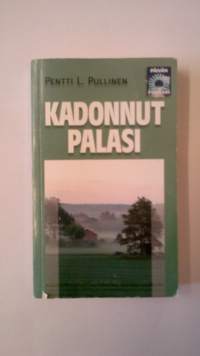 PENTTI L. PULLINEN
KADONNUT
PALASI